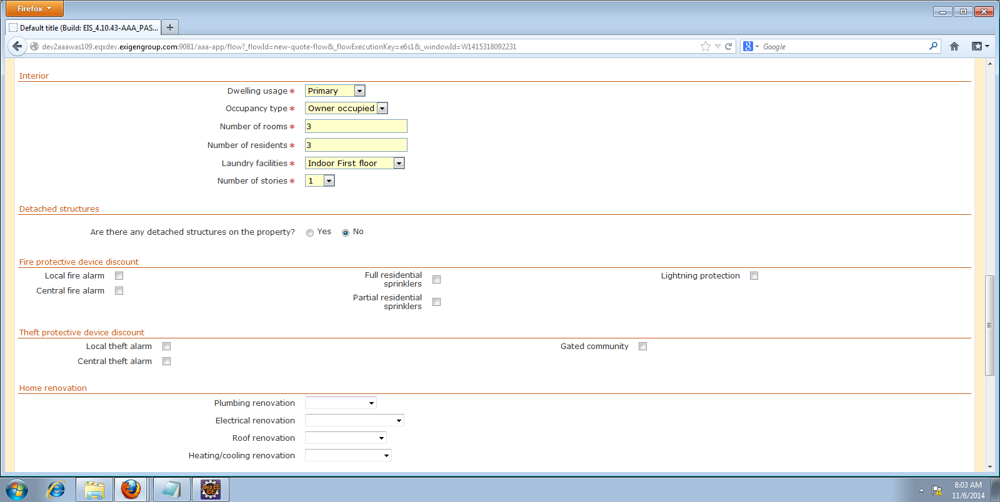 Firefox
Default title (Build: EIS_4.10.43-AAA_PAS...
dev2aaawas109.eqxdev.exigengroup.com:9081/aaa-app/flow?_flowId=new-quote-flow&_flowExecutionKey=e6s1&_windowId=W1415318092231
8 Google
Interior
Dwelling usage * Primary
Occupancy type * Owner occupied
Number of rooms * 3
Number of residents * 3
Laundry facilities * Indoor First floor
Number of stories * 1
Detached structures
Are there any detached structures on the property? Yes No
Fire protective device discount
Local fire alarm
Central fire alarm
Full residential
sprinklers
Partial residential
sprinklers
Lightning protection
Theft protective device discount
Local theft alarm
Central theft alarm
Gated community
Home renovation
Plumbing renovation
Electrical renovation
Roof renovation
Heating/cooling renovation
Java EE
IDE
8:03 AM
11/6/2014